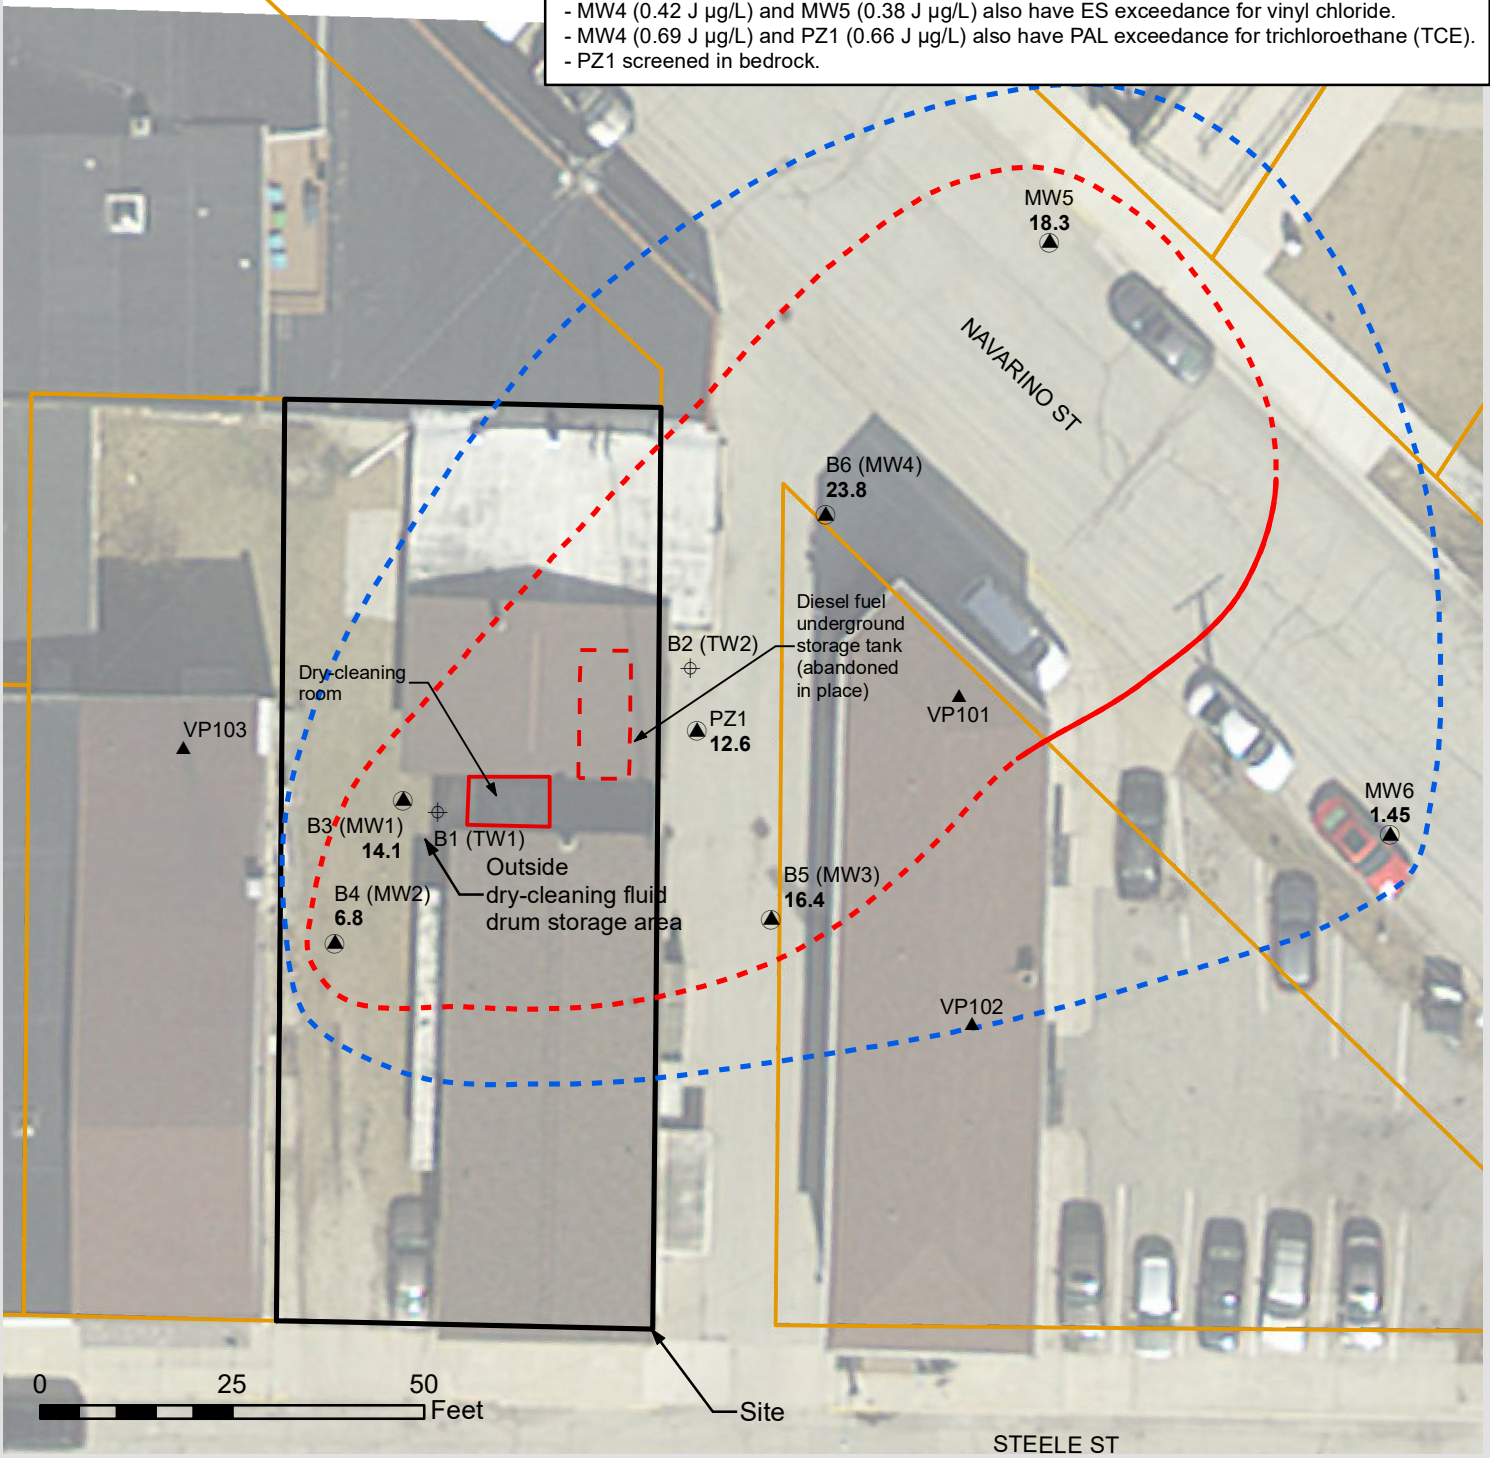 - MW4 (0.42 J µg/L) and MW5 (0.38 J µg/L) also have ES exceedance for vinyl chloride.
- MW4 (0.69 J µg/L) and PZ1 (0.66 J µg/L) also have PAL exceedance for trichloroethane (TCE).
- PZ1 screened in bedrock.
MW5
18.3
NAVARINO ST
B6 (MW4)
23.8
Diesel fuel
underground
storage tank
(abandoned
in place)
B2 (TW2)
Dry-cleaning
room
VP101
PZ1
12.6
VP103
MW6
1.45
B3 (MW1)
14.1
B1 (TW1)
Outside
dry-cleaning fluid
drum storage area
B4 (MW2)
6.8
B5 (MW3)
16.4
VP102
0 25 50
Feet
Site
STEELE ST